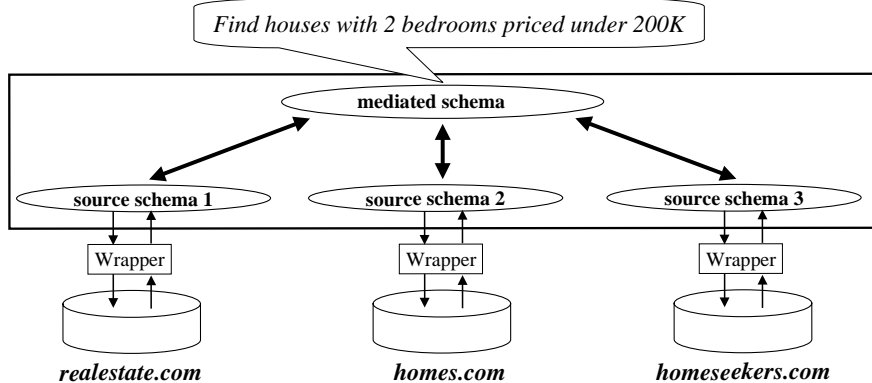 Find houses with 2 bedrooms priced under 200K
mediated schema
source schema 1
source schema 2
source schema 3
Wrapper
Wrapper
Wrapper
realestate.com
homes.com
homeseekers.com